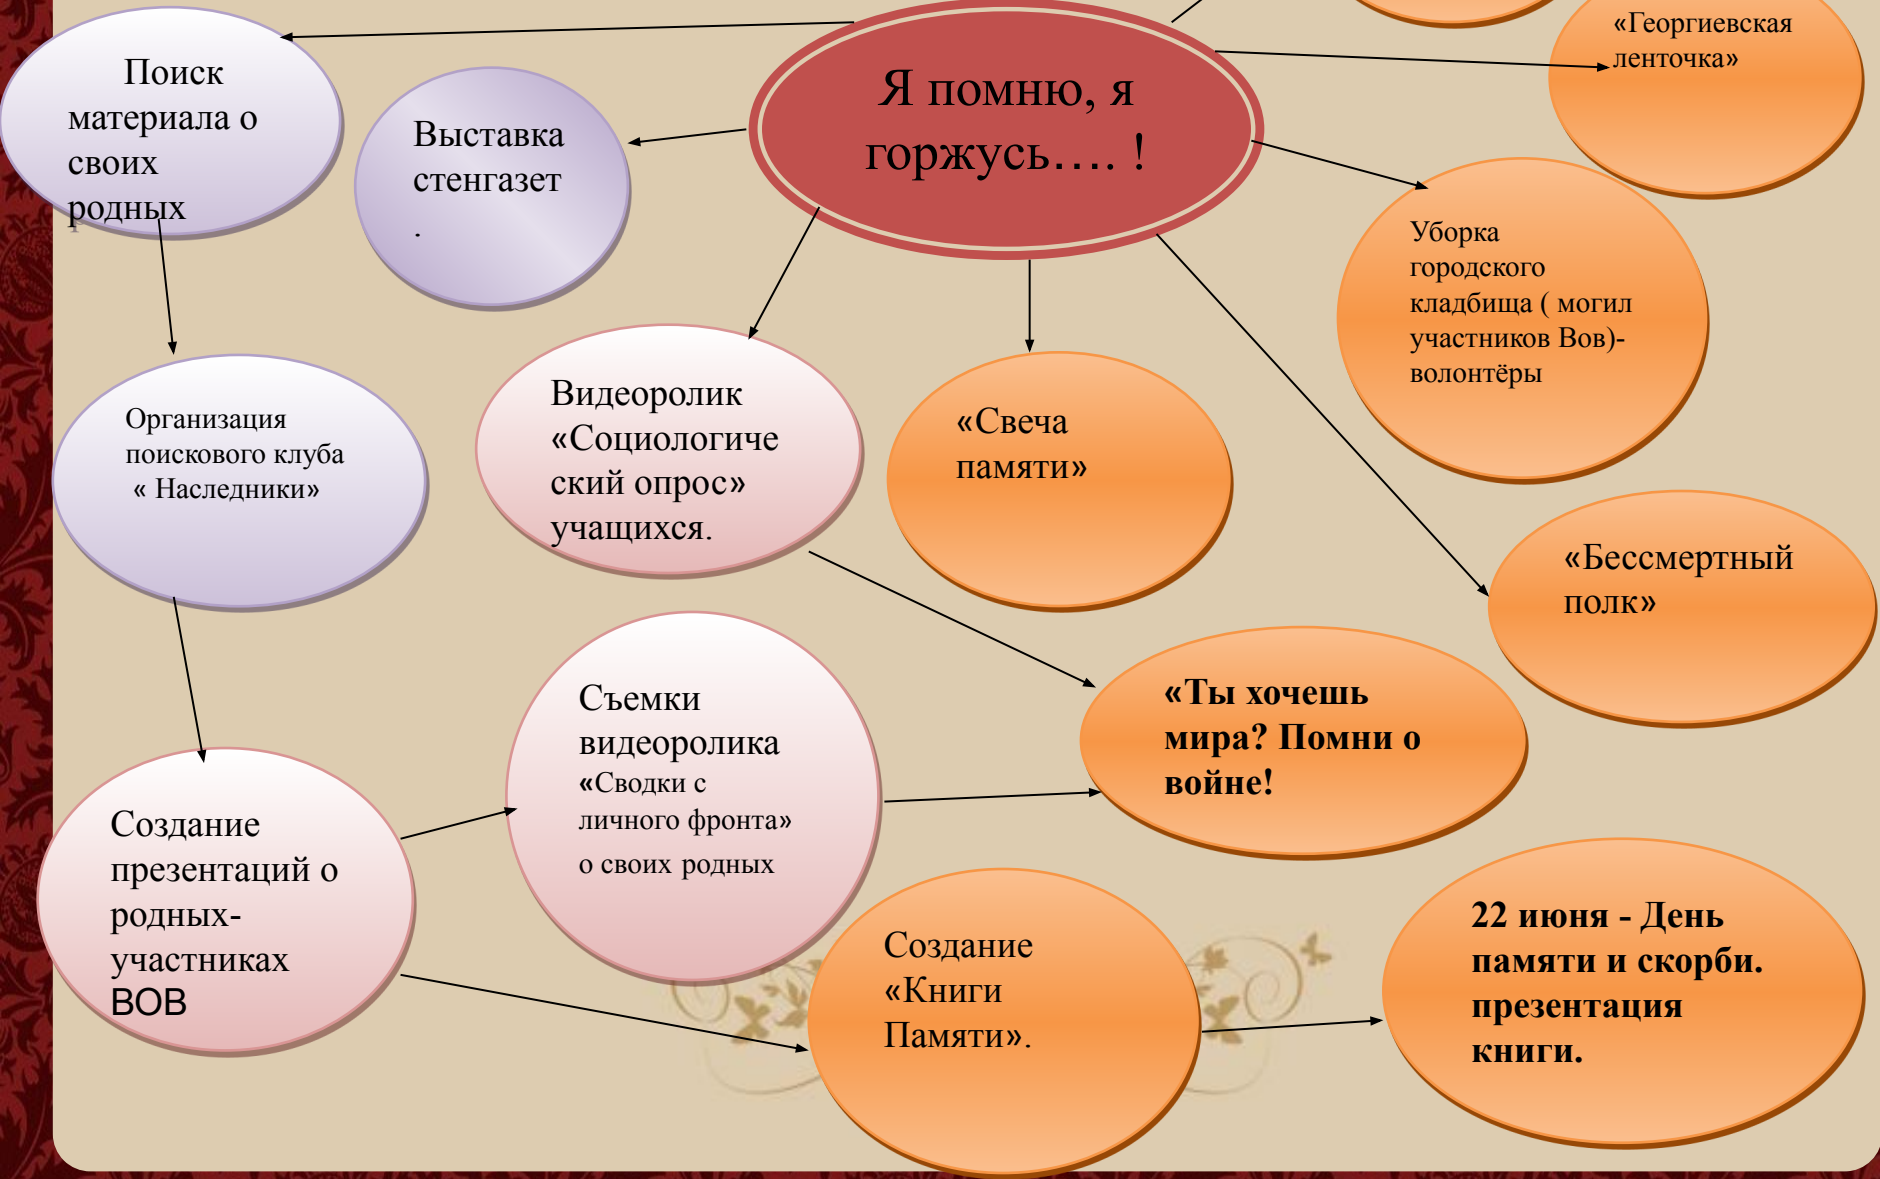 «Георгиевская
ленточка»
Я помню, я
горжусь…. !
Поиск
материала о
своих
родных
Выставка
стенгазет
.
Уборка
городского
кладбища ( могил
участников Вов)-
волонтёры
Организация
поискового клуба
« Наследники»
Видеоролик
«Социологиче
ский опрос»
учащихся.
«Свеча
памяти»
«Бессмертный
полк»
Съемки
видеоролика
«Сводки с
личного фронта»
о своих родных
«Ты хочешь
мира? Помни о
войне!
Создание
презентаций о
родных-
участниках
ВОВ
Создание
«Книги
Памяти».
22 июня - День
памяти и скорби.
презентация
книги.